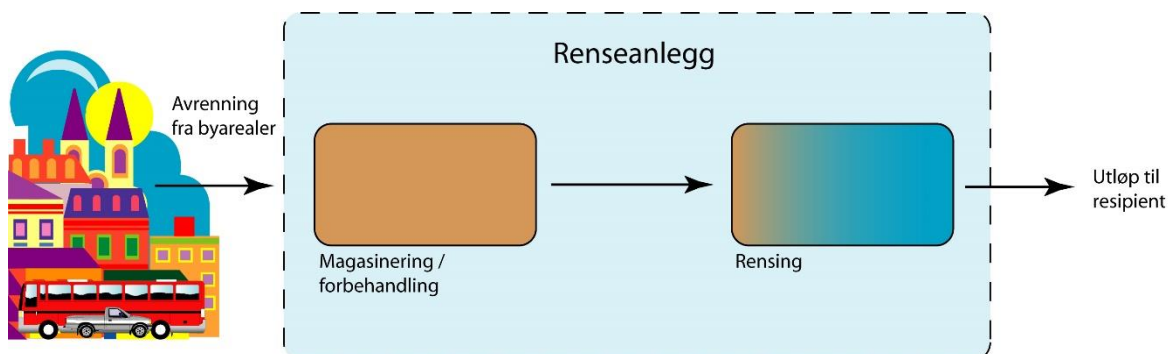 Renseanlegg
Avrenning
fra byarealer
Magasinering /
forbehandling
Rensing
Utløp til
resipient